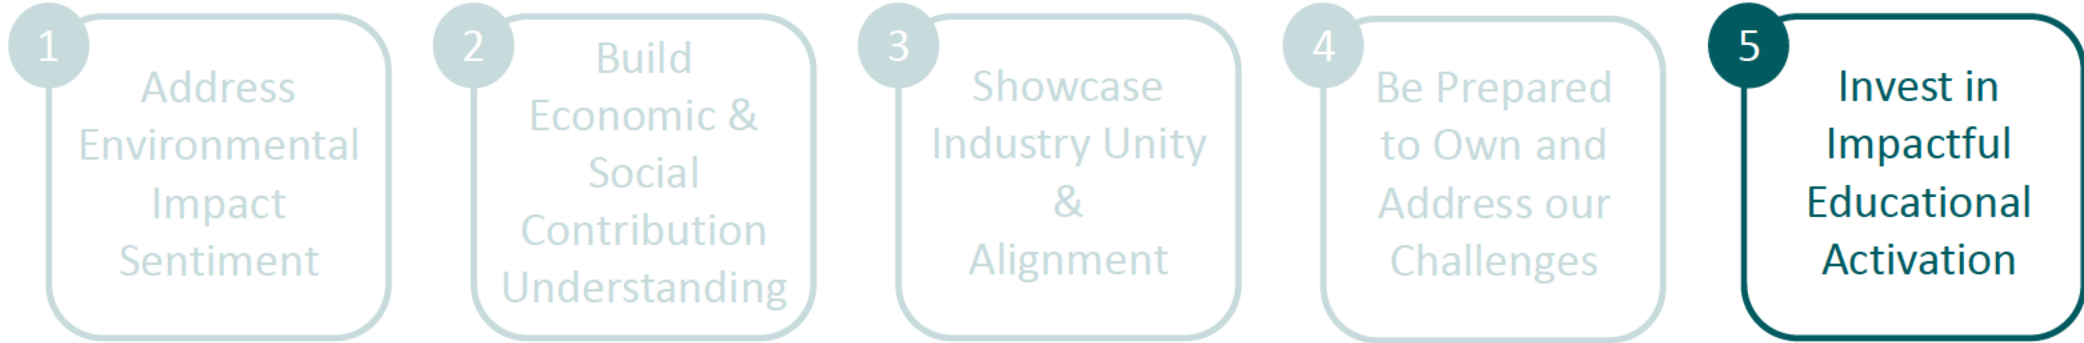 1
Address
Environmental
Impact
Sentiment
2
Build
Economic &
Social
Contribution
Understanding
3
Showcase
Industry Unity
&
Alignment
4
Be Prepared
to Own and
Address our
Challenges
5
Invest in
Impactful
Educational
Activation